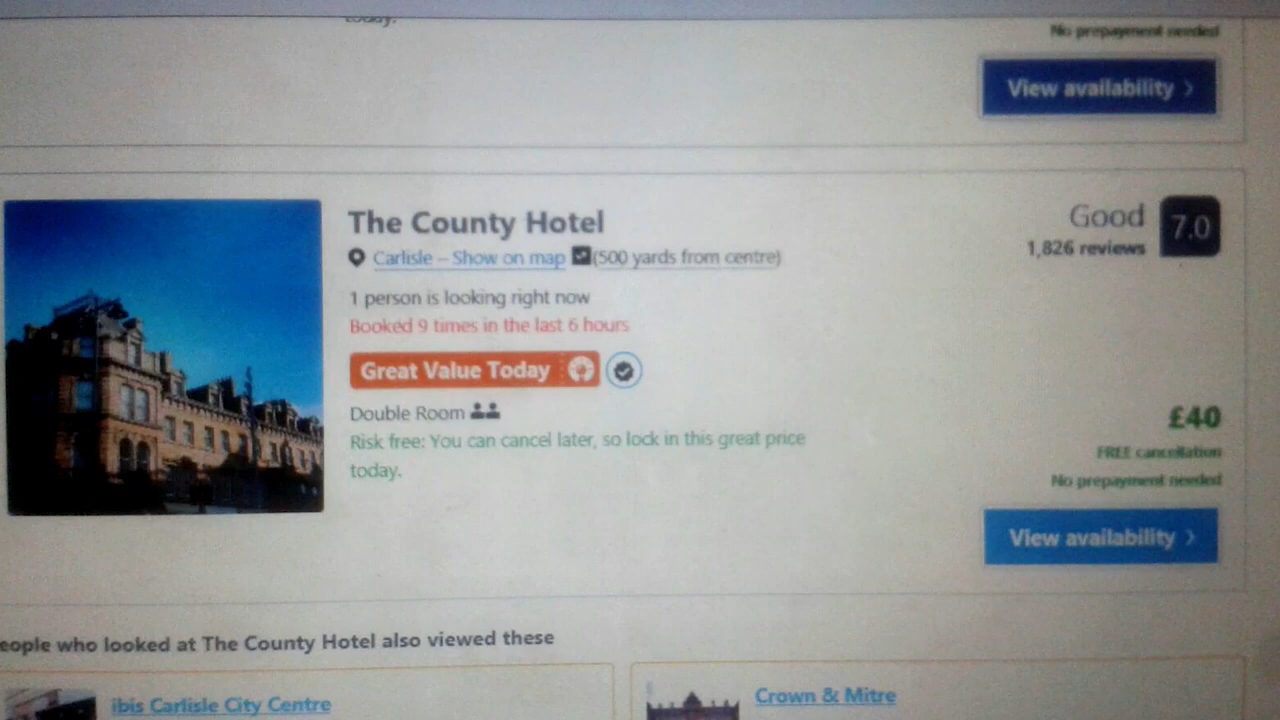 today.
No prepayment needed
View availability
The County Hotel
Good
7.0
Carlisle – Show on map (500 yards from centre)
1,826 reviews
1 person is looking right now
Booked 9 times in the last 6 hours
Great Value Today
Double Room
Risk free: You can cancel later, so lock in this great price
today.
£40
FREE cancellation
No prepayment needed
View availability
eople who looked at The County Hotel also viewed these
ibis Carlisle City Centre
Crown & Mitre